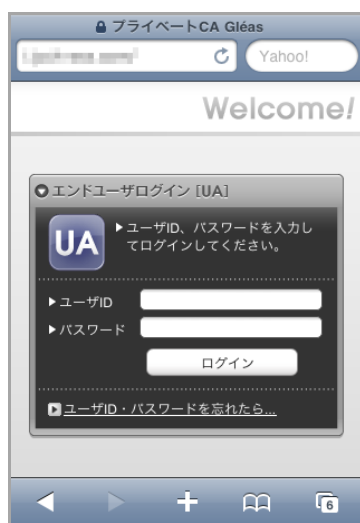 プライベートCA Gléas
Yahoo!
Welcome!
エンドユーザログイン [UA]
UA
ユーザID、パスワードを入力し
てログインしてください。
ユーザID
パスワード
ログイン
ユーザID・パスワードを忘れたら...
6